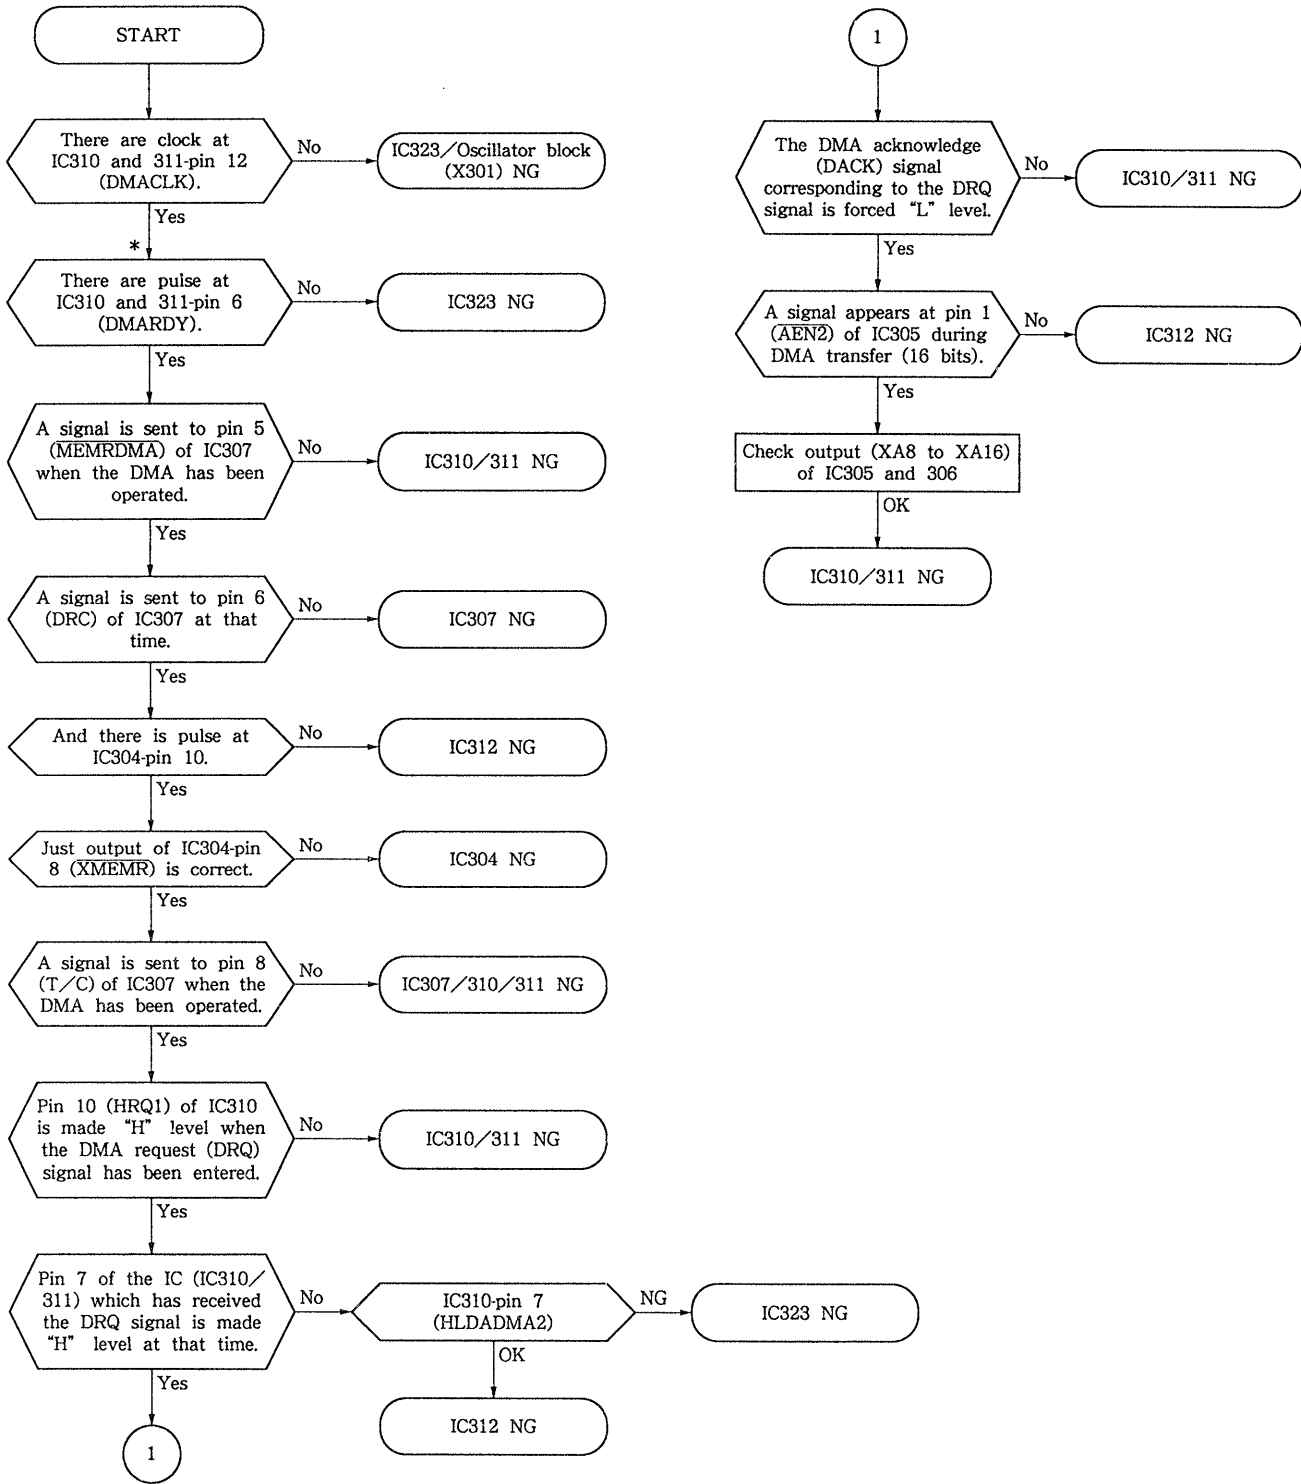 START
There are clock at
IC310 and 311-pin 12
(DMACLK).
No
IC323/Oscillator block
(X301) NG
Yes
*
There are pulse at
IC310 and 311-pin 6
(DMARDY).
No
IC323 NG
Yes
A signal is sent to pin 5
(MEMRDMA) of IC307
when the DMA has been
operated.
No
IC310/311 NG
Yes
A signal is sent to pin 6
(DRC) of IC307 at that
time.
No
IC307 NG
Yes
And there is pulse at
IC304-pin 10.
No
IC312 NG
Yes
Just output of IC304-pin
8 (XMEMR) is correct.
No
IC304 NG
Yes
A signal is sent to pin 8
(T/C) of IC307 when the
DMA has been operated.
No
IC307/310/311 NG
Yes
Pin 10 (HRQ1) of IC310
is made “H” level when
the DMA request (DRQ)
signal has been entered.
No
IC310/311 NG
Yes
Pin 7 of the IC (IC310/
311) which has received
the DRQ signal is made
“H” level at that time.
No
IC310-pin 7
(HLDADMA2)
NG
IC323 NG
OK
IC312 NG
Yes
1
1
The DMA acknowledge
(DACK) signal
corresponding to the DRQ
signal is forced “L” level.
No
IC310/311 NG
Yes
A signal appears at pin 1
(AEN2) of IC305 during
DMA transfer (16 bits).
No
IC312 NG
Yes
Check output (XA8 to XA16)
of IC305 and 306
OK
IC310/311 NG